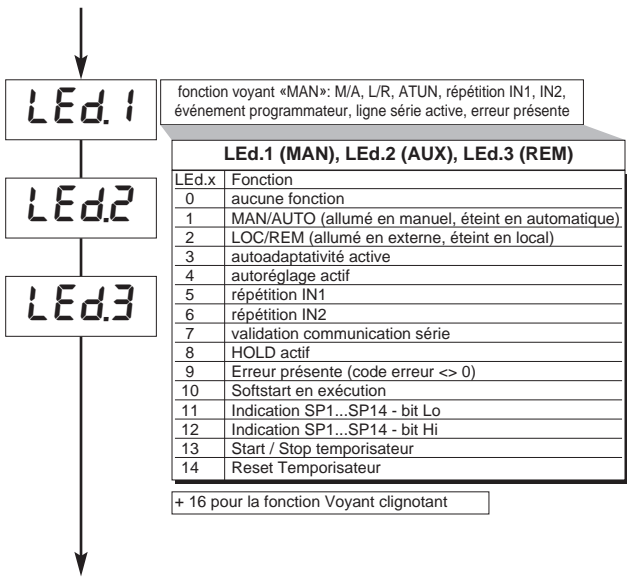 LEd.1
fonction voyant «MAN»: M/A, L/R, ATUN, répétition IN1, IN2,
événement programmateur, ligne série active, erreur présente
LEd.1 (MAN), LEd.2 (AUX), LEd.3 (REM)
LEd.x Fonction
0 aucune fonction
1 MAN/AUTO (allumé en manuel, éteint en automatique)
2 LOC/REM (allumé en externe, éteint en local)
3 autoadaptativité active
4 autoréglage actif
5 répétition IN1
6 répétition IN2
7 validation communication série
8 HOLD actif
9 Erreur présente (code erreur <> 0)
10 Softstart en exécution
11 Indication SP1...SP14 - bit Lo
12 Indication SP1...SP14 - bit Hi
13 Start / Stop temporisateur
14 Reset Temporisateur
+ 16 pour la fonction Voyant clignotant
LEd.2
LEd.3